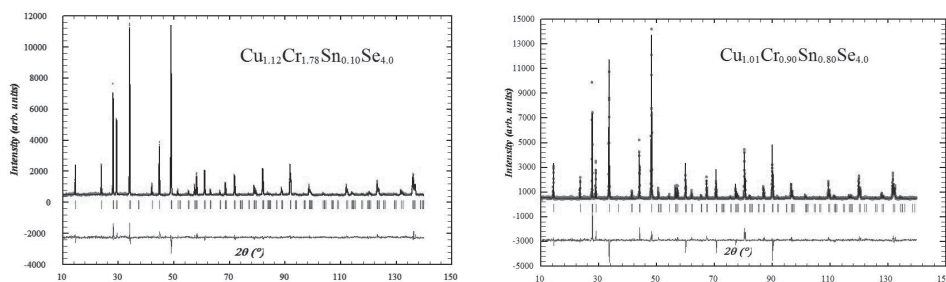 12000
10000
8000
6000
4000
2000
0
-2000
-4000
Intensity (arb. units)
Cu1.12Cr1.78Sn0.10Se4.0
2θ (°)
10 30 50 70 90 110 130 150
15000
13000
11000
9000
7000
5000
3000
1000
-1000
-3000
-5000
Intensity (arb. units)
Cu1.01Cr0.90Sn0.80Se4.0
2θ (°)
10 30 50 70 90 110 130 150